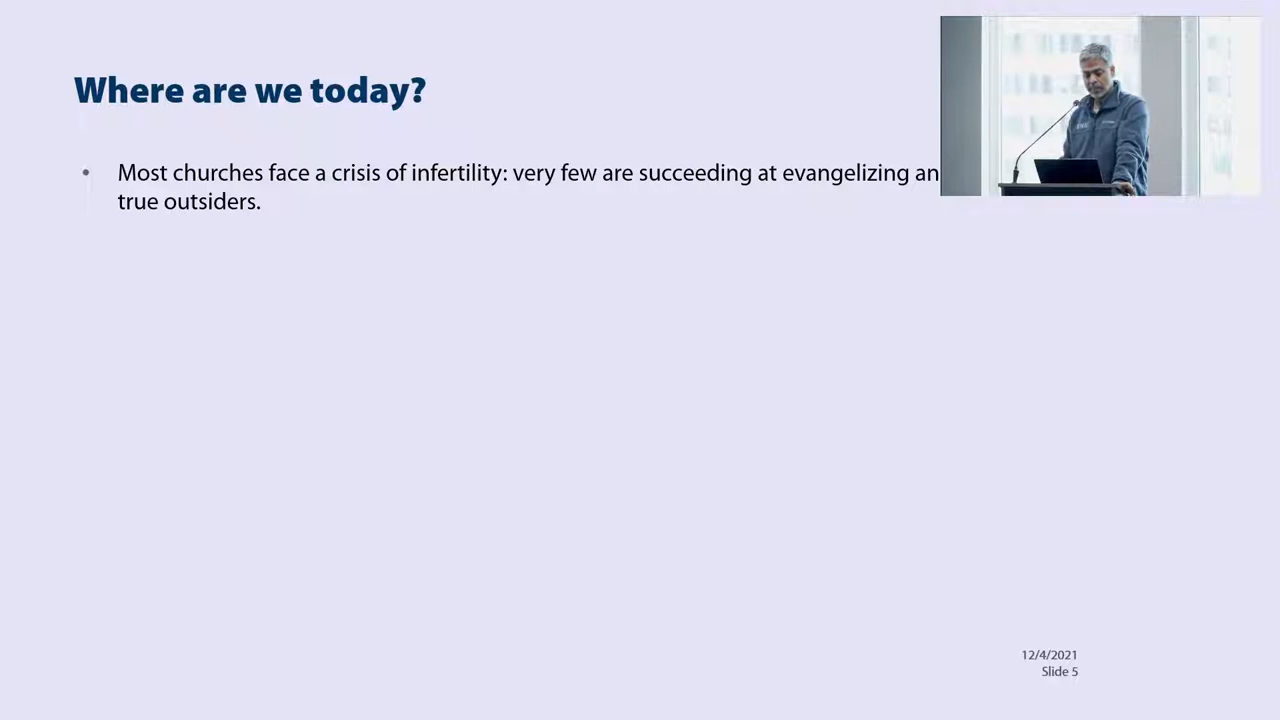 Where are we today?
• Most churches face a crisis of infertility: very few are succeeding at evangelizing
true outsiders.
12/4/2021
Slide 5